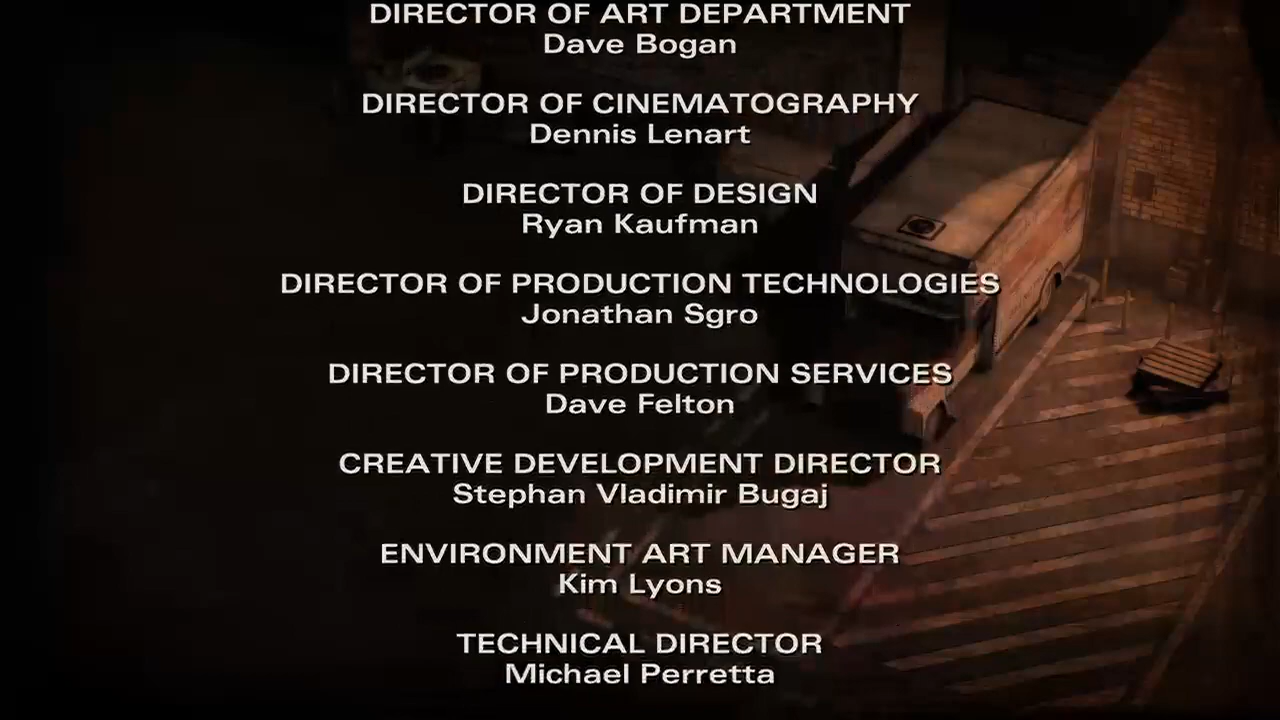 DIRECTOR OF ART DEPARTMENT
Dave Bogan
DIRECTOR OF CINEMATOGRAPHY
Dennis Lenart
DIRECTOR OF DESIGN
Ryan Kaufman
DIRECTOR OF PRODUCTION TECHNOLOGIES
Jonathan Sgro
DIRECTOR OF PRODUCTION SERVICES
Dave Felton
CREATIVE DEVELOPMENT DIRECTOR
Stephan Vladimir Bugaj
ENVIRONMENT ART MANAGER
Kim Lyons
TECHNICAL DIRECTOR
Michael Perretta